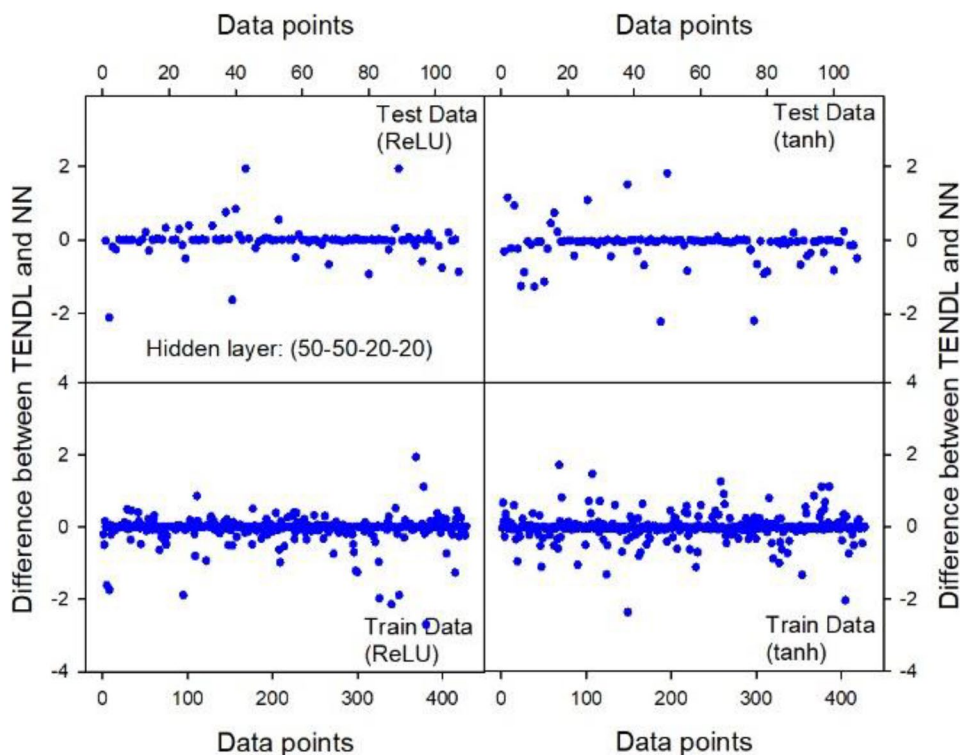 Data points
Data points
0 20 40 60 80 100
0 20 40 60 80 100
Test Data
(ReLU)
Test Data
(tanh)
2
0
-2
4
2
0
-2
-4
Difference between TENDL and NN
Hidden layer: (50-50-20-20)
2
0
-2
4
2
0
-2
-4
Difference between TENDL and NN
Train Data
(ReLU)
Train Data
(tanh)
0 100 200 300 400
0 100 200 300 400
Data points
Data points